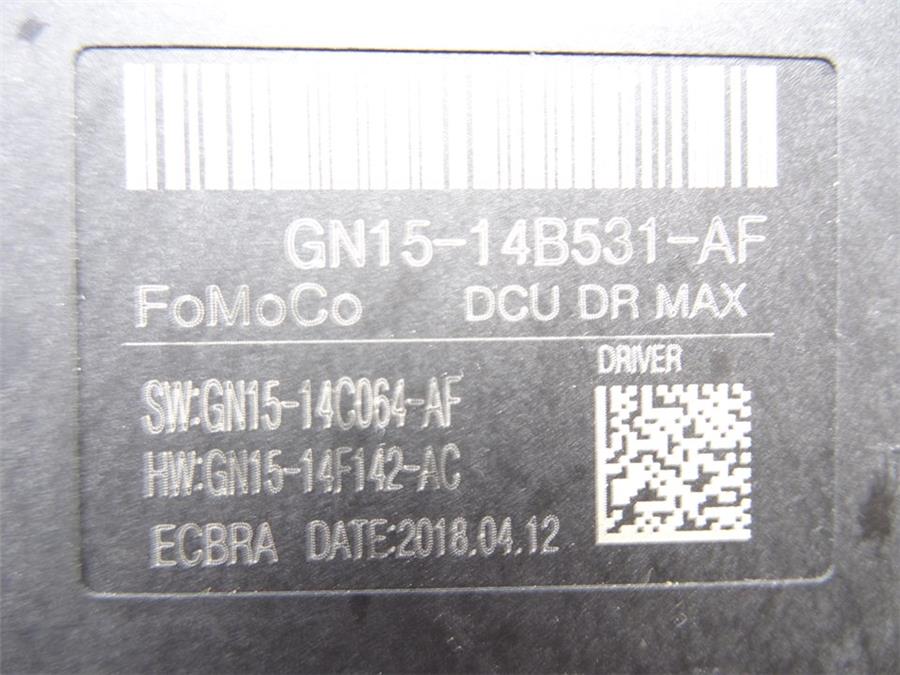 GN15-14B531-AF
FoMoCo DCU DR MAX
DRIVER
SW:GN15-14C064-AF
HW:GN15-14F142-AC
ECBRA DATE:2018.04.12